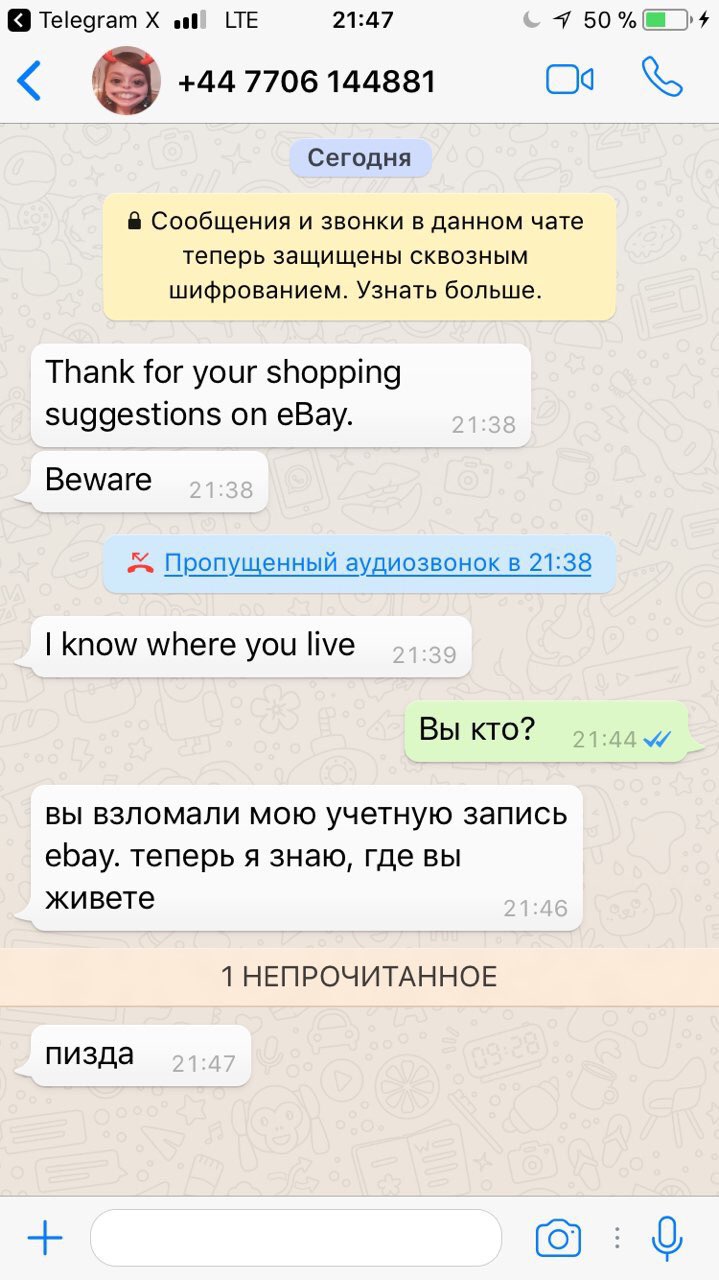 Telegram X LTE 21:47 50 %
+44 7706 144881
Сегодня
Сообщения и звонки в данном чате
теперь защищены сквозным
шифрованием. Узнать больше.
Thank for your shopping
suggestions on eBay.
21:38
Beware 21:38
Пропущенный аудиозвонок в 21:38
I know where you live 21:39
Вы кто? 21:44
вы взломали мою учетную запись
ebay. теперь я знаю, где вы
живете
21:46
1 НЕПРОЧИТАННОЕ
пизда 21:47